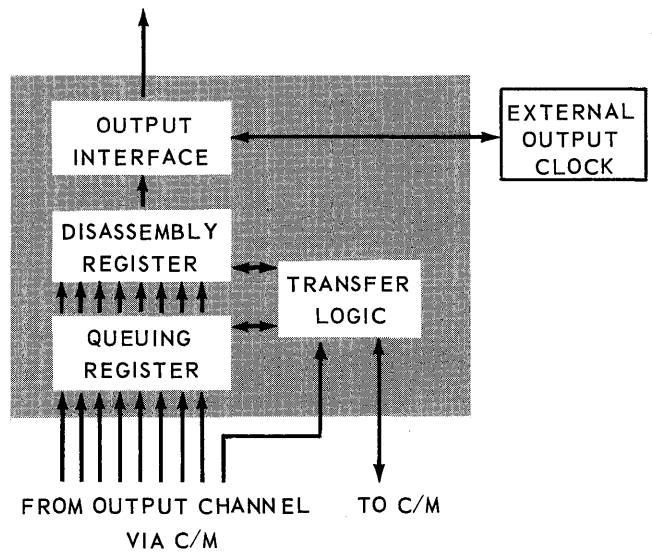 OUTPUT
INTERFACE
EXTERNAL
OUTPUT
CLOCK
DISASSEMBLY
REGISTER
TRANSFER
LOGIC
QUEUING
REGISTER
FROM OUTPUT CHANNEL
VIA C/M
TO C/M